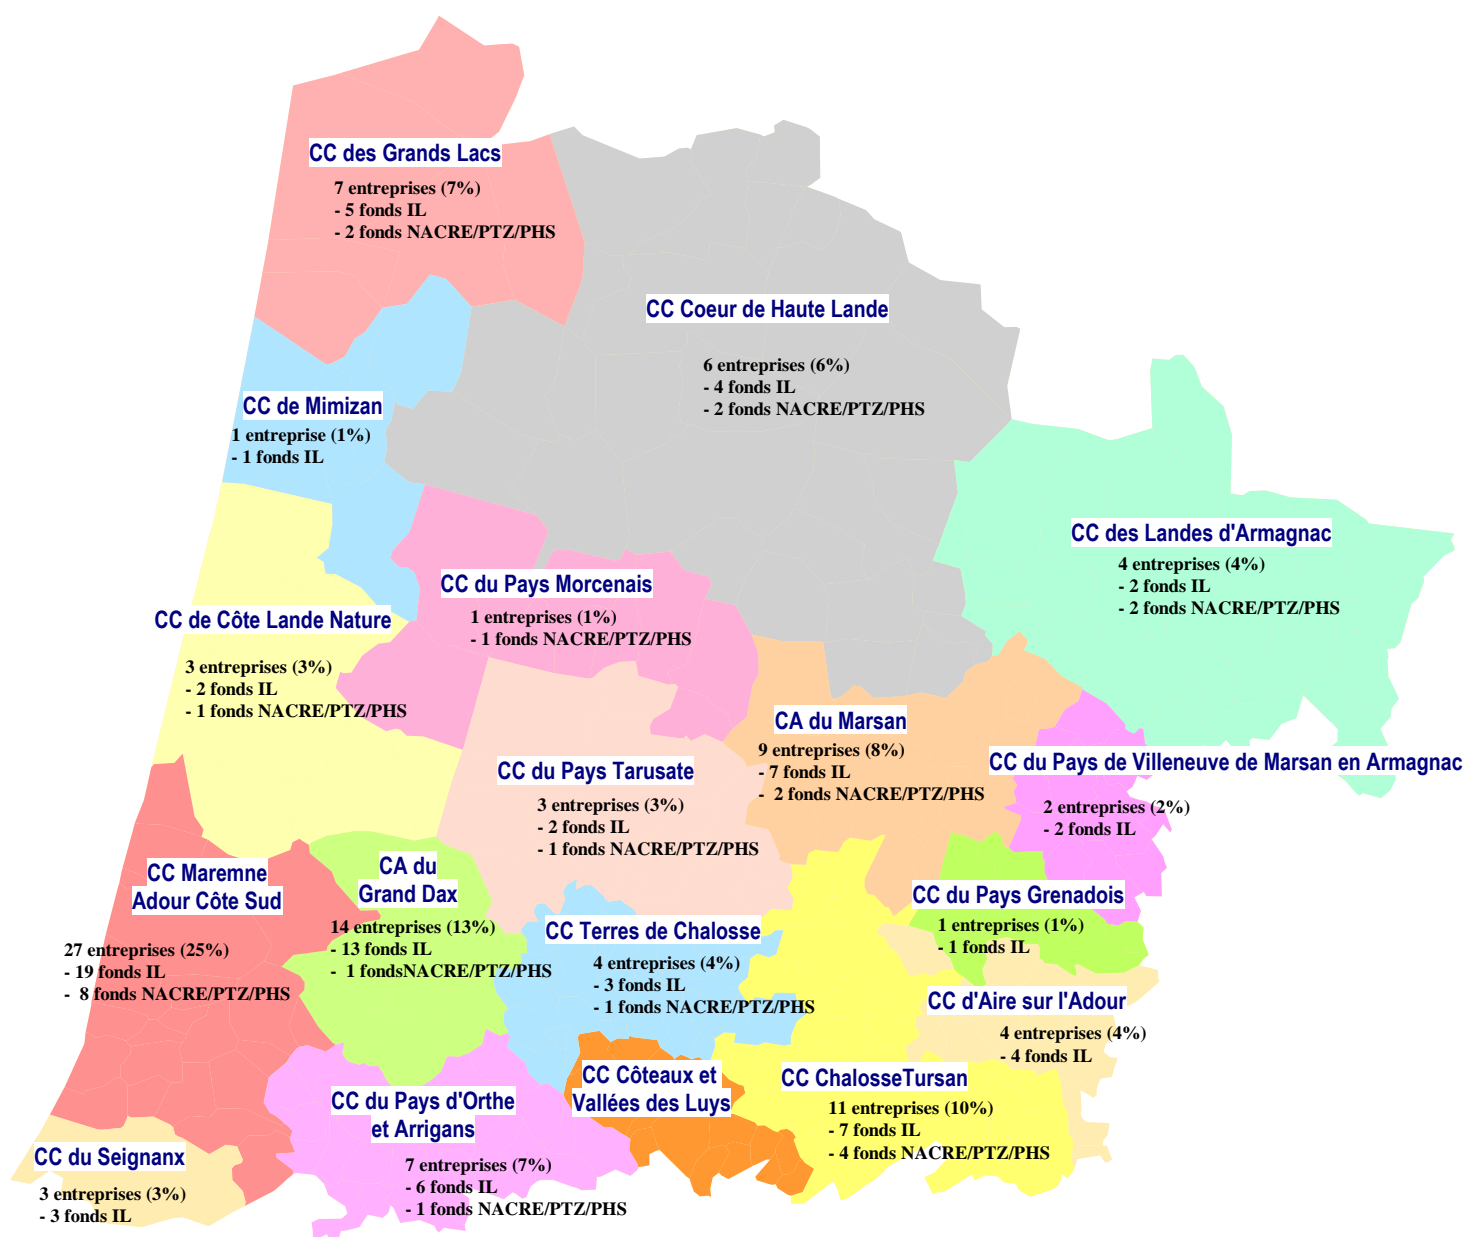 CC des Grands Lacs
7 entreprises (7%)
- 5 fonds IL
- 2 fonds NACRE/PTZ/PHS
CC Coeur de Haute Lande
6 entreprises (6%)
- 4 fonds IL
- 2 fonds NACRE/PTZ/PHS
CC de Mimizan
1 entreprise (1%)
- 1 fonds IL
CC des Landes d'Armagnac
4 entreprises (4%)
- 2 fonds IL
- 2 fonds NACRE/PTZ/PHS
CC du Pays Morcenais
1 entreprises (1%)
- 1 fonds NACRE/PTZ/PHS
CC de Côte Lande Nature
3 entreprises (3%)
- 2 fonds IL
- 1 fonds NACRE/PTZ/PHS
CA du Marsan
9 entreprises (8%)
- 7 fonds IL
-  2 fonds NACRE/PTZ/PHS
CC du Pays de Villeneuve de Marsan en Armagnac
2 entreprises (2%)
- 2 fonds IL
CC du Pays Tarusate
3 entreprises (3%)
- 2 fonds IL
- 1 fonds NACRE/PTZ/PHS
CC Maremne
Adour Côte Sud
27 entreprises (25%)
- 19 fonds IL
-  8 fonds NACRE/PTZ/PHS
CA du
Grand Dax
14 entreprises (13%)
- 13 fonds IL
-  1 fondsNACRE/PTZ/PHS
CC Terres de Chalosse
4 entreprises (4%)
- 3 fonds IL
- 1 fonds NACRE/PTZ/PHS
CC du Pays Grenadois
1 entreprises (1%)
- 1 fonds IL
CC d'Aire sur l'Adour
4 entreprises (4%)
- 4 fonds IL
CC Côteaux et
Vallées des Luys
CC ChalosseTursan
11 entreprises (10%)
- 7 fonds IL
- 4 fonds NACRE/PTZ/PHS
CC du Pays d'Orthe
et Arrigans
7 entreprises (7%)
- 6 fonds IL
- 1 fonds NACRE/PTZ/PHS
CC du Seignanx
3 entreprises (3%)
- 3 fonds IL